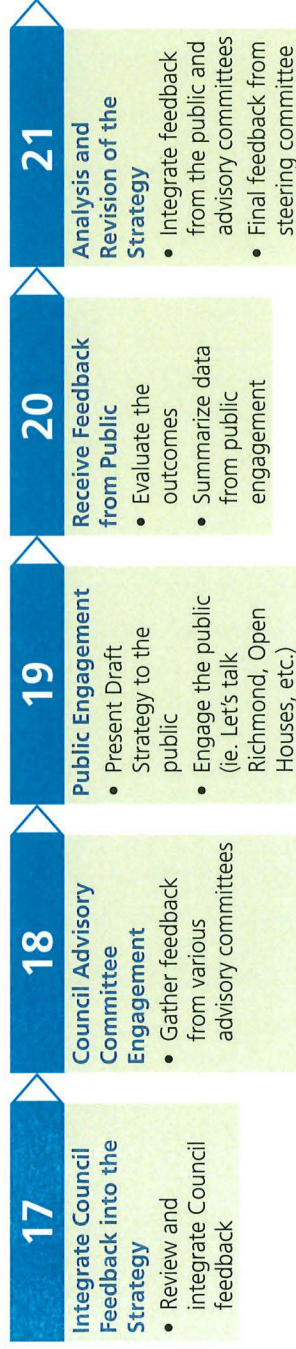 17
Integrate Council
Feedback into the
Strategy
• Review and
integrate Council
feedback
18
Council Advisory
Committee
Engagement
• Gather feedback
from various
advisory committees
19
Public Engagement
• Present Draft
Strategy to the
public
• Engage the public
(ie. Let's talk
Richmond, Open
Houses, etc.)
20
Receive Feedback
from Public
• Evaluate the
outcomes
• Summarize data
from public
engagement
21
Analysis and
Revision of the
Strategy
• Integrate feedback
from the public and
advisory committees
• Final feedback from
steering committee